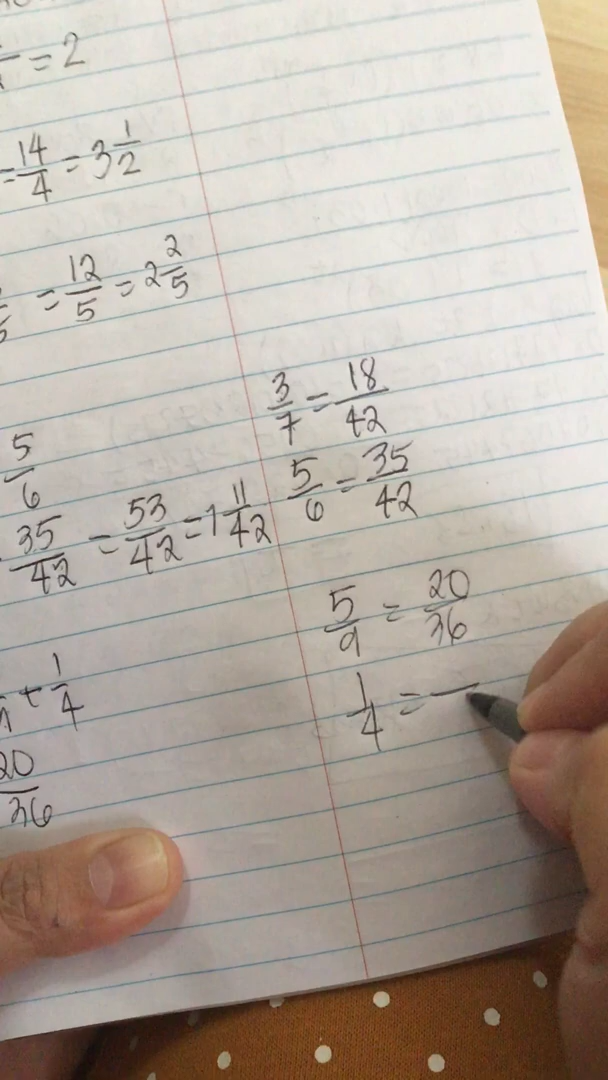 = 2
= 14/4 = 3 1/2
= 12/5 = 2 2/5
3/7 = 18/42
5/6
5/6 = 35/42
35/42 = 53/42 = 1 11/42
5/9 = 20/36
+ 1/4
1/4 =
20/36